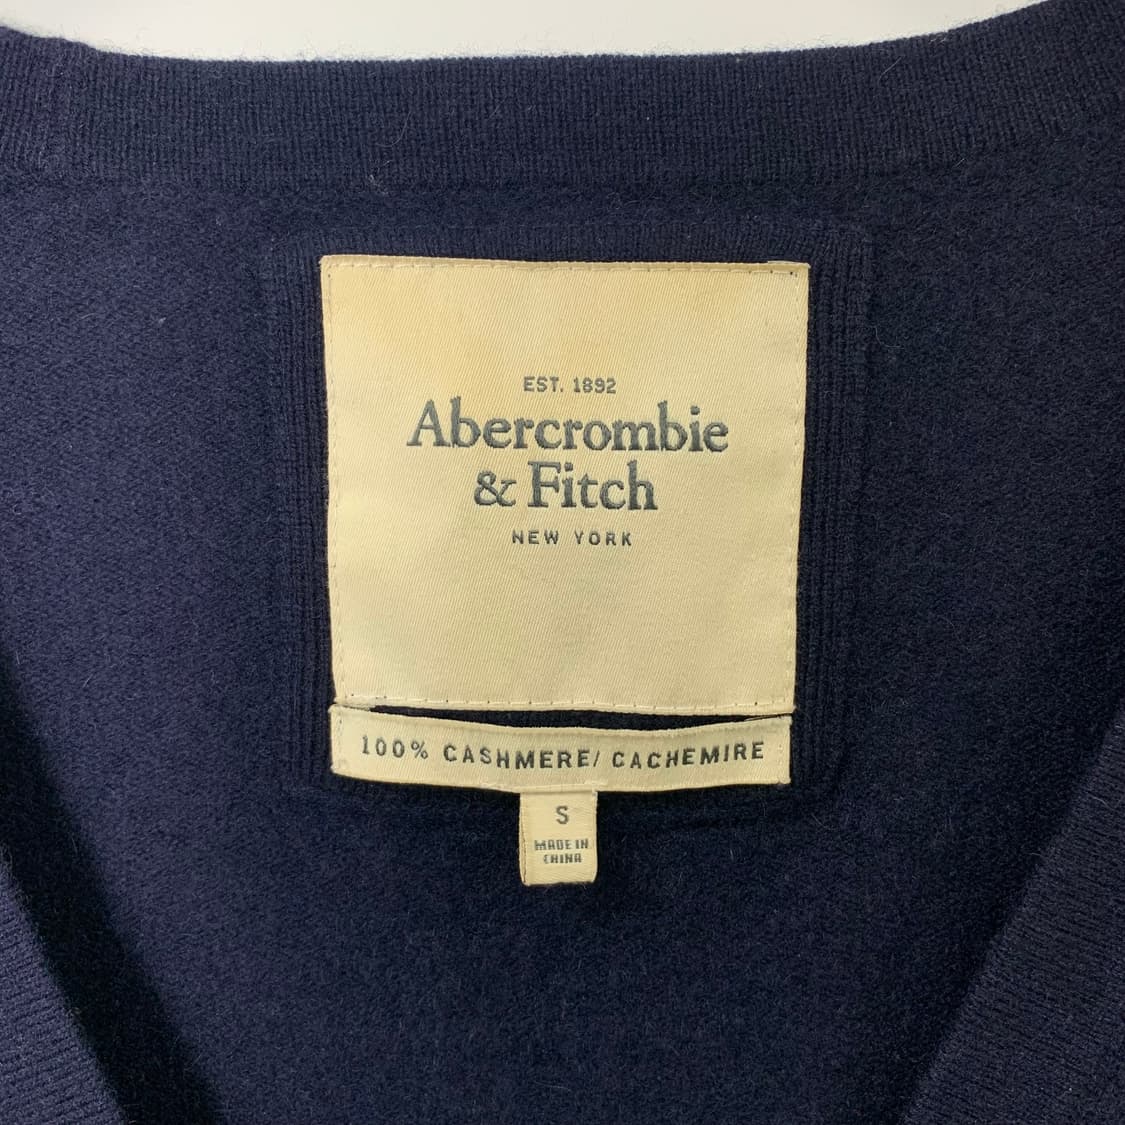 EST. 1892
Abercrombie
& Fitch
NEW YORK
100% CASHMERE/ CACHEMIRE
S
MADE IN
CHINA